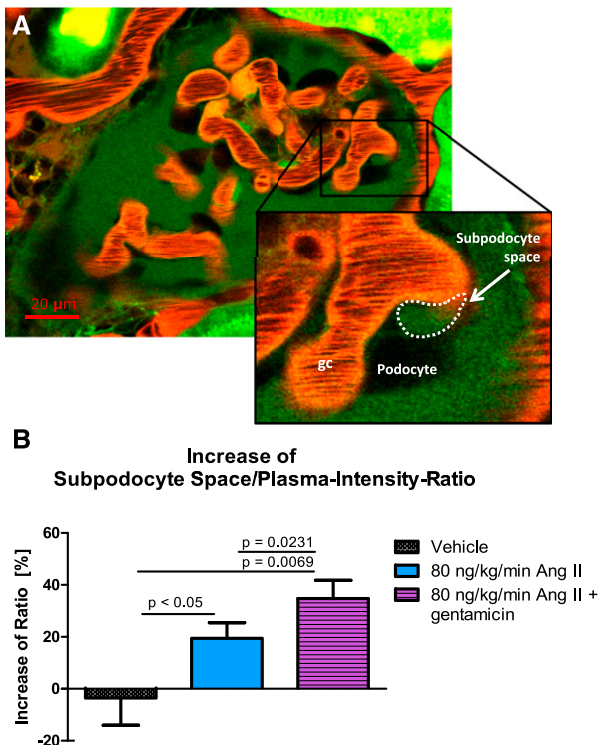 A
20 µm
Subpodocyte
space
gc
Podocyte
B
Increase of
Subpodocyte Space/Plasma-Intensity-Ratio
Increase of Ratio [%]
60
40
20
0
-20
p = 0.0231
p = 0.0069
p < 0.05
Vehicle
80 ng/kg/min Ang II
80 ng/kg/min Ang II +
gentamicin